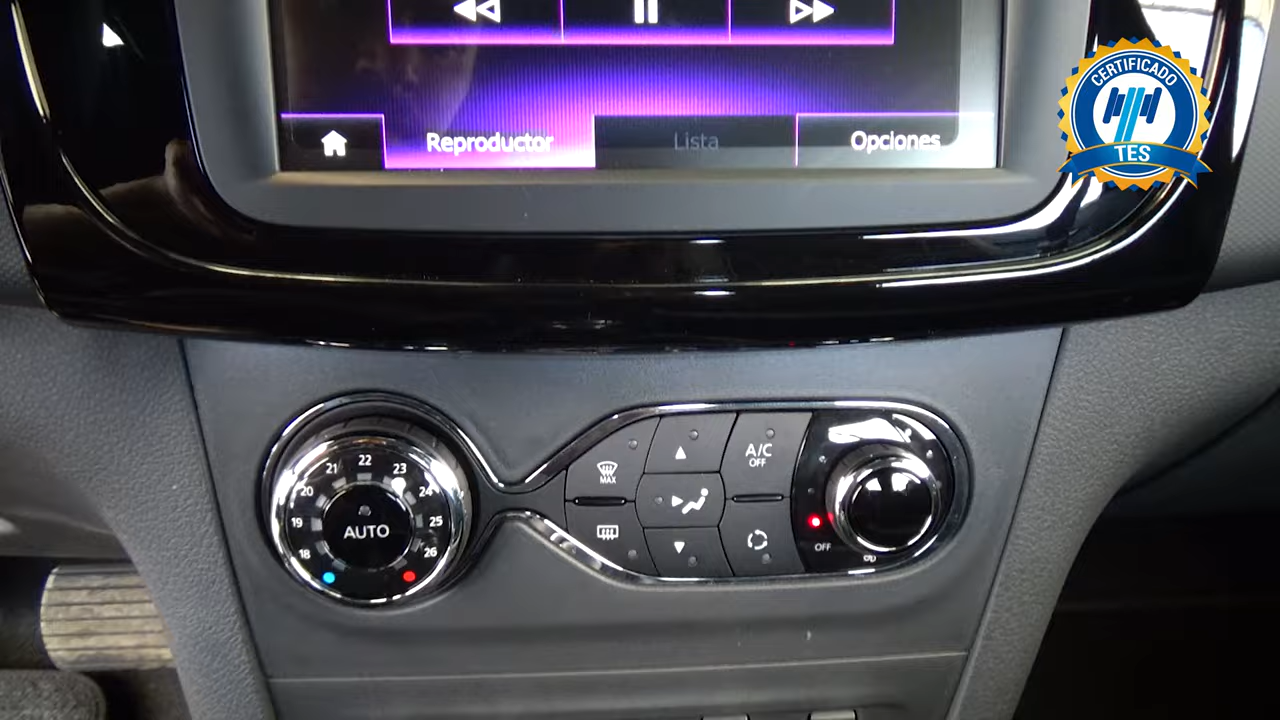 Reproductor
Lista
Opciones
CERTIFICADO
TES
22
21
23
20
24
19
25
18
26
AUTO
MAX
A/C
OFF
OFF